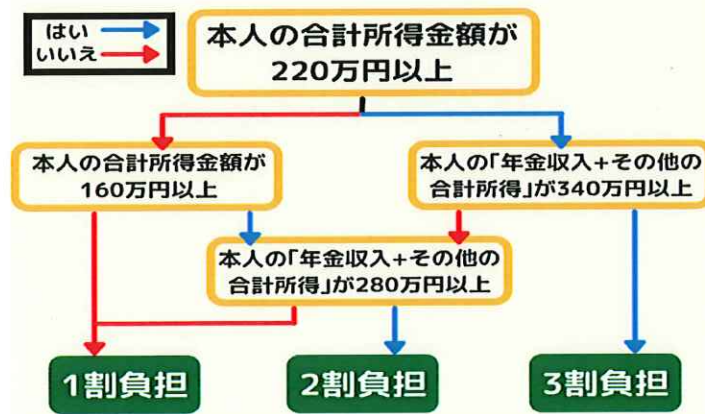 はい
いいえ
本人の合計所得金額が
220万円以上
本人の合計所得金額が
160万円以上
本人の「年金収入+その他の
合計所得」が340万円以上
本人の「年金収入+その他の
合計所得」が280万円以上
1割負担
2割負担
3割負担